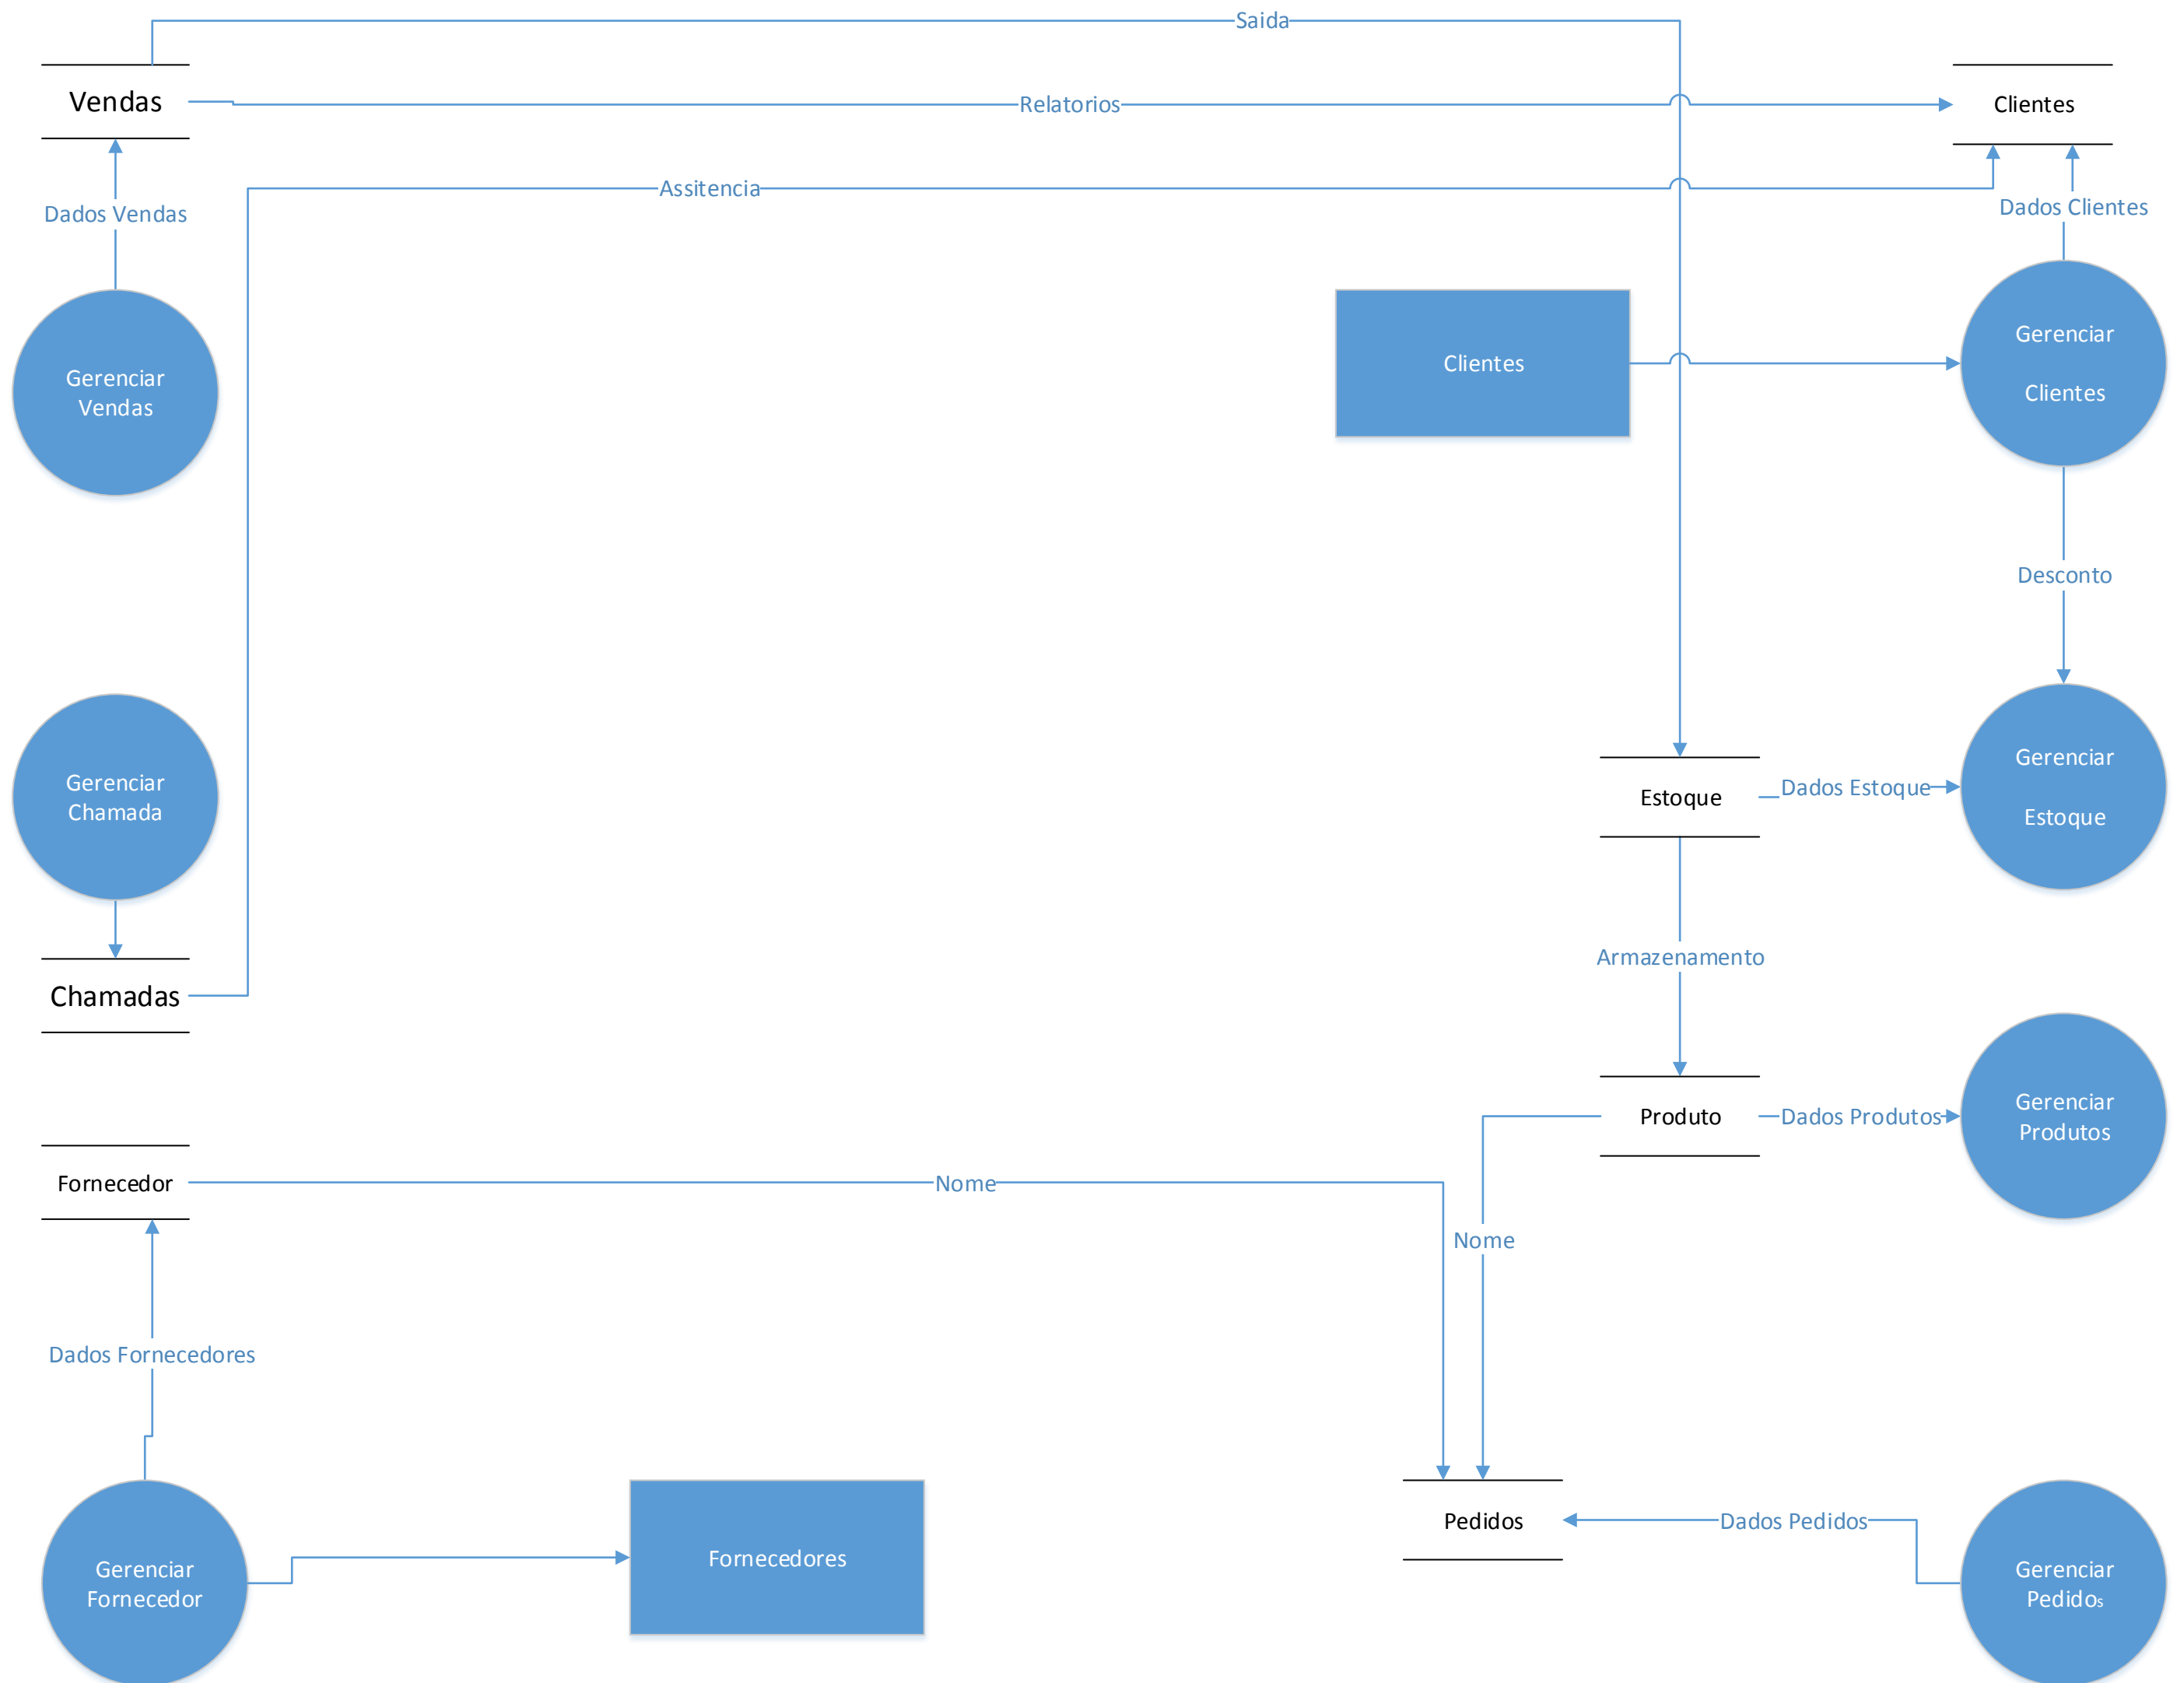 Saida
Vendas
Relatorios
Clientes
Assitencia
Dados Vendas
Dados Clientes
Gerenciar
Vendas
Clientes
Gerenciar
Clientes
Desconto
Gerenciar
Chamada
Estoque
Dados Estoque
Gerenciar
Estoque
Armazenamento
Chamadas
Produto
Dados Produtos
Gerenciar
Produtos
Fornecedor
Nome
Nome
Dados Fornecedores
Gerenciar
Fornecedor
Fornecedores
Pedidos
Dados Pedidos
Gerenciar
Pedidos